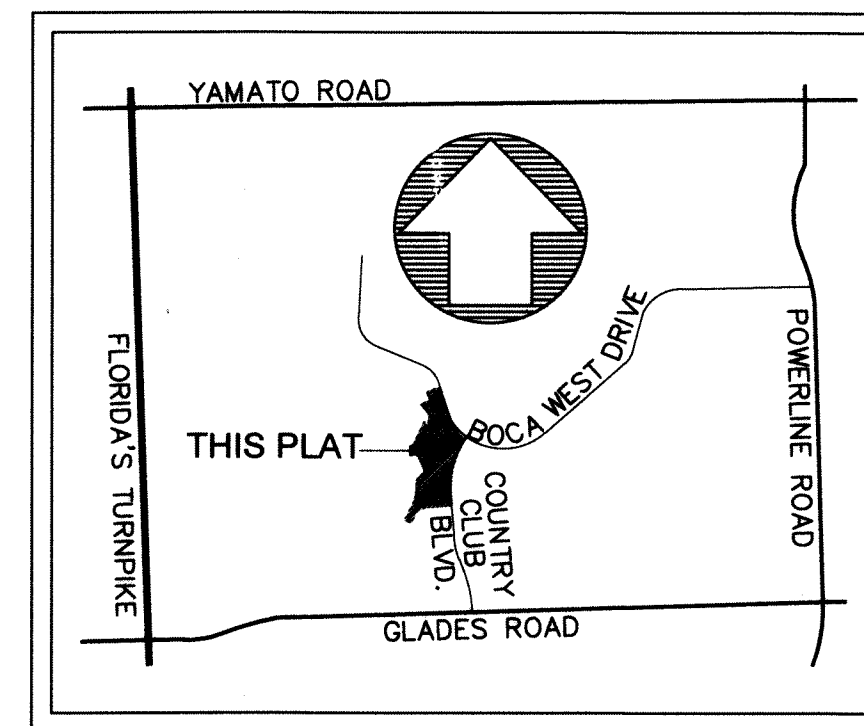 YAMATO ROAD
FLORIDA'S TURNPIKE
BOCA WEST DRIVE
POWERLINE ROAD
THIS PLAT
COUNTRY
CLUB
BLVD.
GLADES ROAD